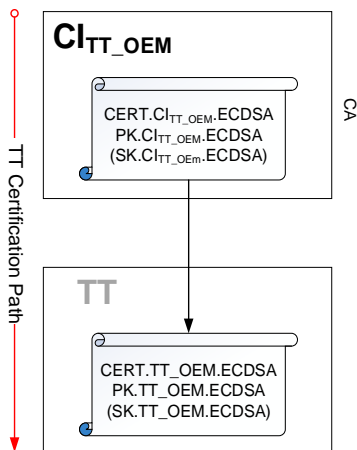 CI_TT_OEM
CERT.CI_TT_OEM.ECDSA
PK.CI_TT_OEM.ECDSA
(SK.CI_TT_OEm.ECDSA)
CA
TT Certification Path
TT
CERT.TT_OEM.ECDSA
PK.TT_OEM.ECDSA
(SK.TT_OEM.ECDSA)